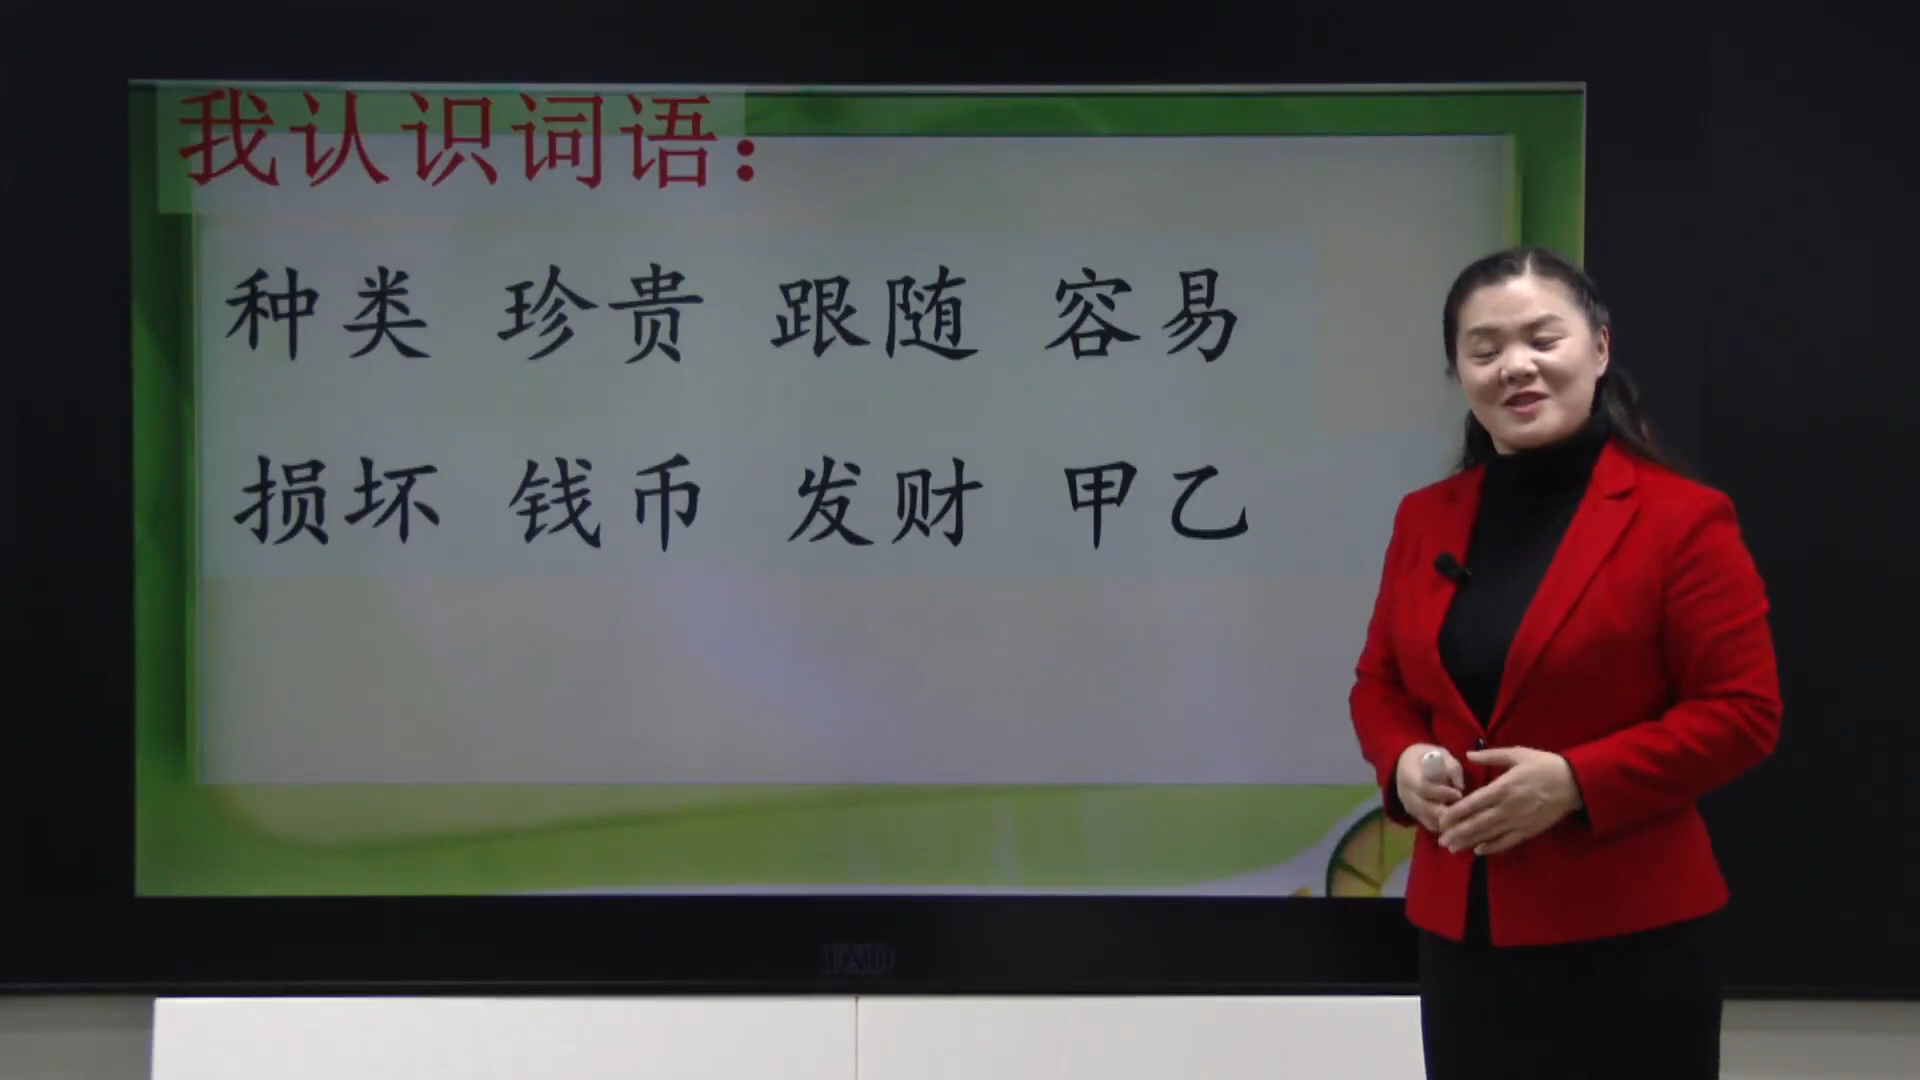 我认识词语：
种类 珍贵 跟随 容易
损坏 钱币 发财 甲乙